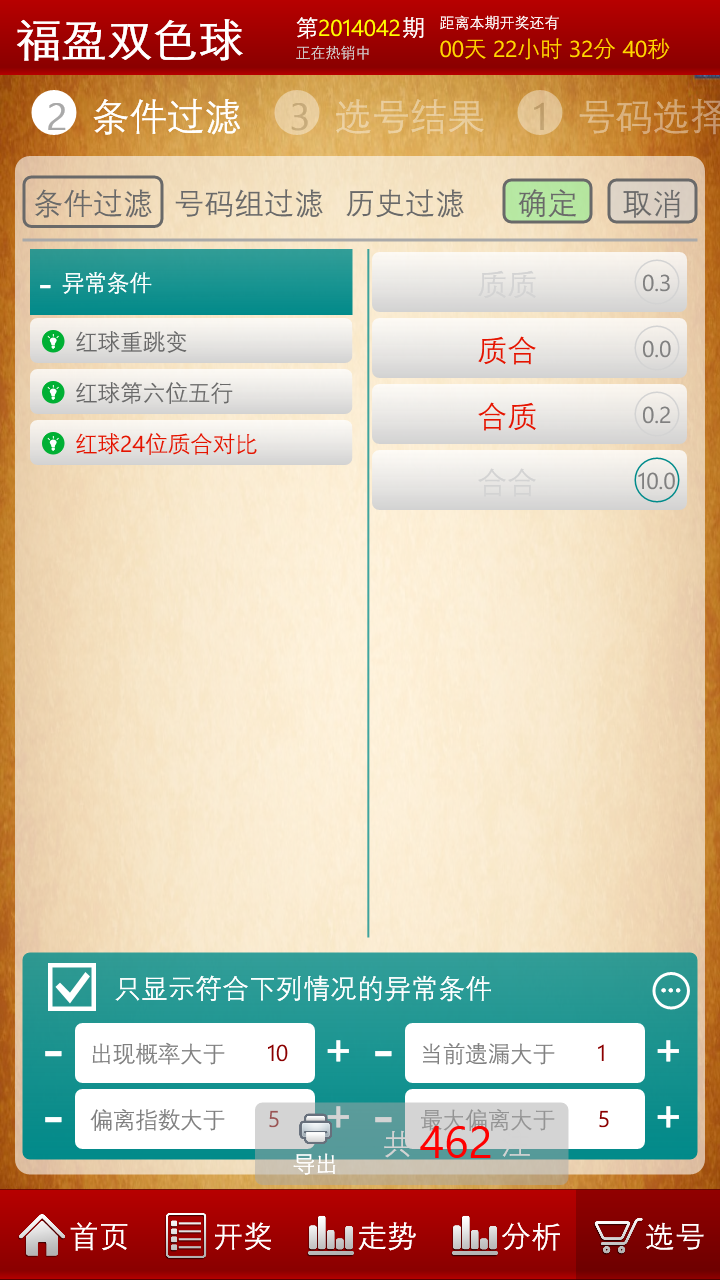 福盈双色球
第2014042期
正在热销中
距离本期开奖还有
00天 22小时 32分 40秒
2 条件过滤 3 选号结果 1 号码选择
条件过滤 号码组过滤 历史过滤 确定 取消
- 异常条件
红球重跳变
红球第六位五行
红球24位质合对比
质质 0.3
质合 0.0
合质 0.2
合合 10.0
只显示符合下列情况的异常条件
- 出现概率大于 10 + - 当前遗漏大于 1 +
- 偏离指数大于 5 + - 最大偏离大于 5 +
导出 共 462 注
首页 开奖 走势 分析 选号